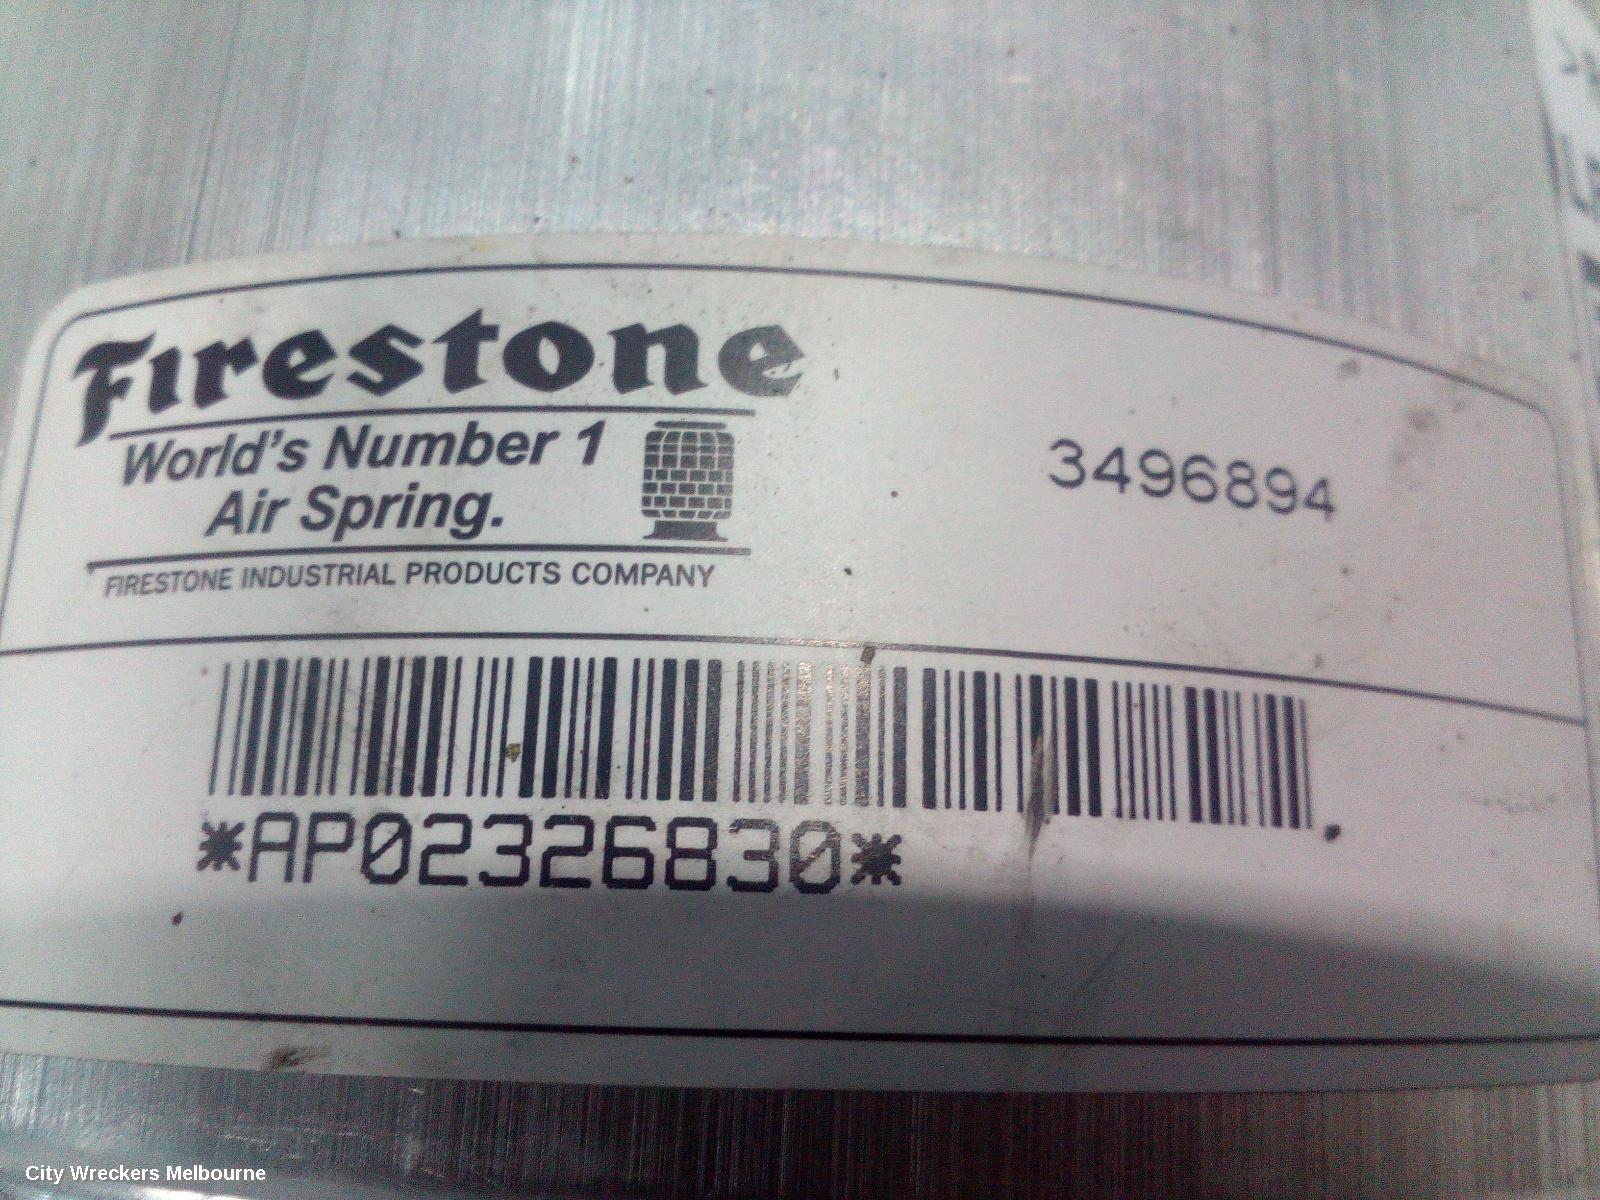 Firestone
World's Number 1
Air Spring.
FIRESTONE INDUSTRIAL PRODUCTS COMPANY
3496894
*AP02326830*
City Wreckers Melbourne